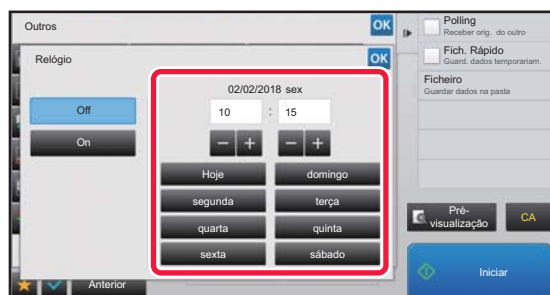 Outros
OK
Relógio
OK
Off
On
02/02/2018 sex
10 : 15
Hoje
domingo
segunda
terça
quarta
quinta
sexta
sábado
Anterior
Polling
Receber orig. do outro
Fich. Rápido
Guard. dados temporariam.
Ficheiro
Guardar dados na pasta
Pré-
visualização
CA
Iniciar